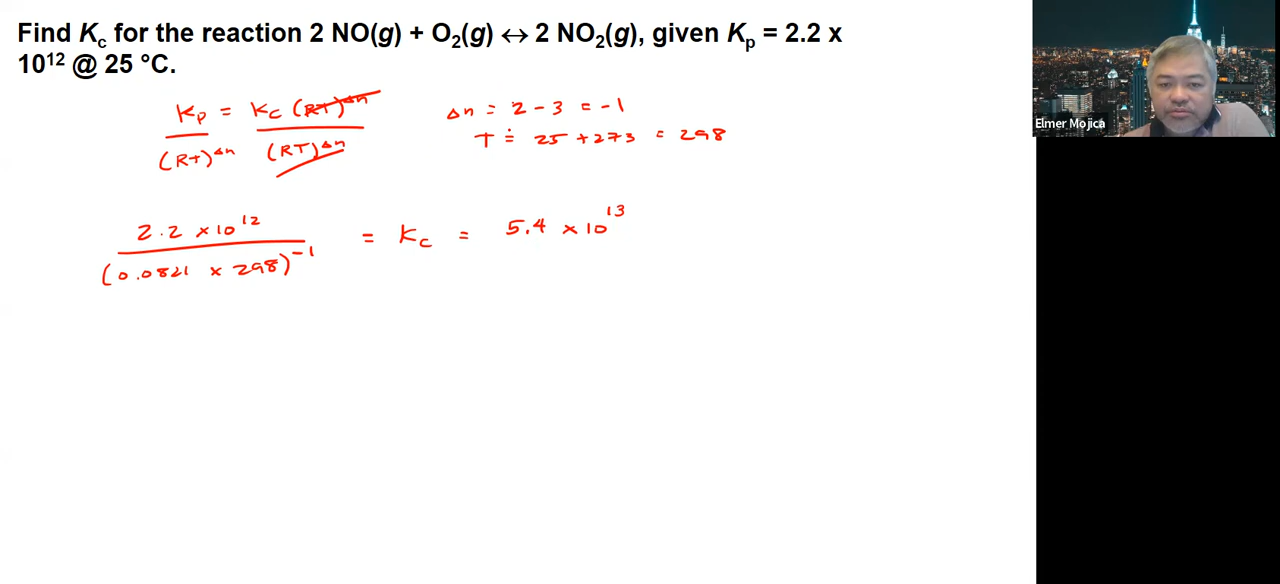 Find Kc for the reaction 2 NO(g) + O2(g) ↔ 2 NO2(g), given Kp = 2.2 x
10¹² @ 25 °C.
Kp = Kc (RT)^Δn
(RT)^Δn (RT)^Δn
Δn = 2 - 3 = -1
T = 25 + 273 = 298
2.2 x 10¹² = Kc = 5.4 x 10¹³
(0.0821 x 298)⁻¹
Elmer Mojica